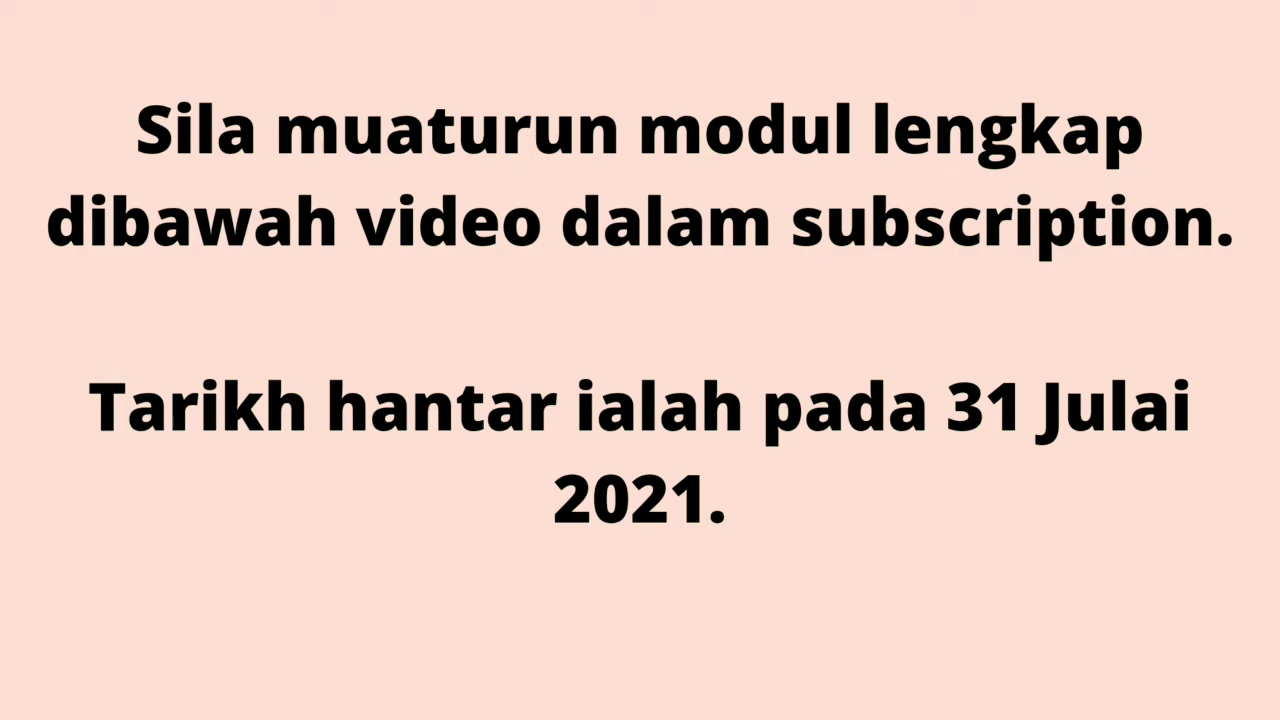 Sila muaturun modul lengkap
dibawah video dalam subscription.
Tarikh hantar ialah pada 31 Julai
2021.